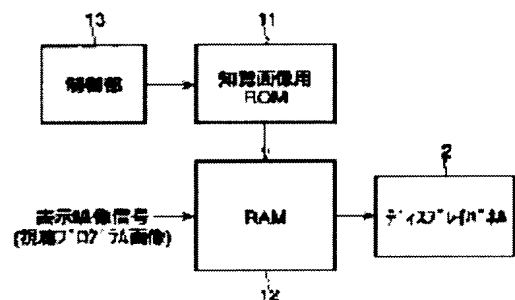 13
11
制御部
知覚画像用
ROM
2
表示映像信号
(視聴プログラム画像)
RAM
ディスプレイパネル
12